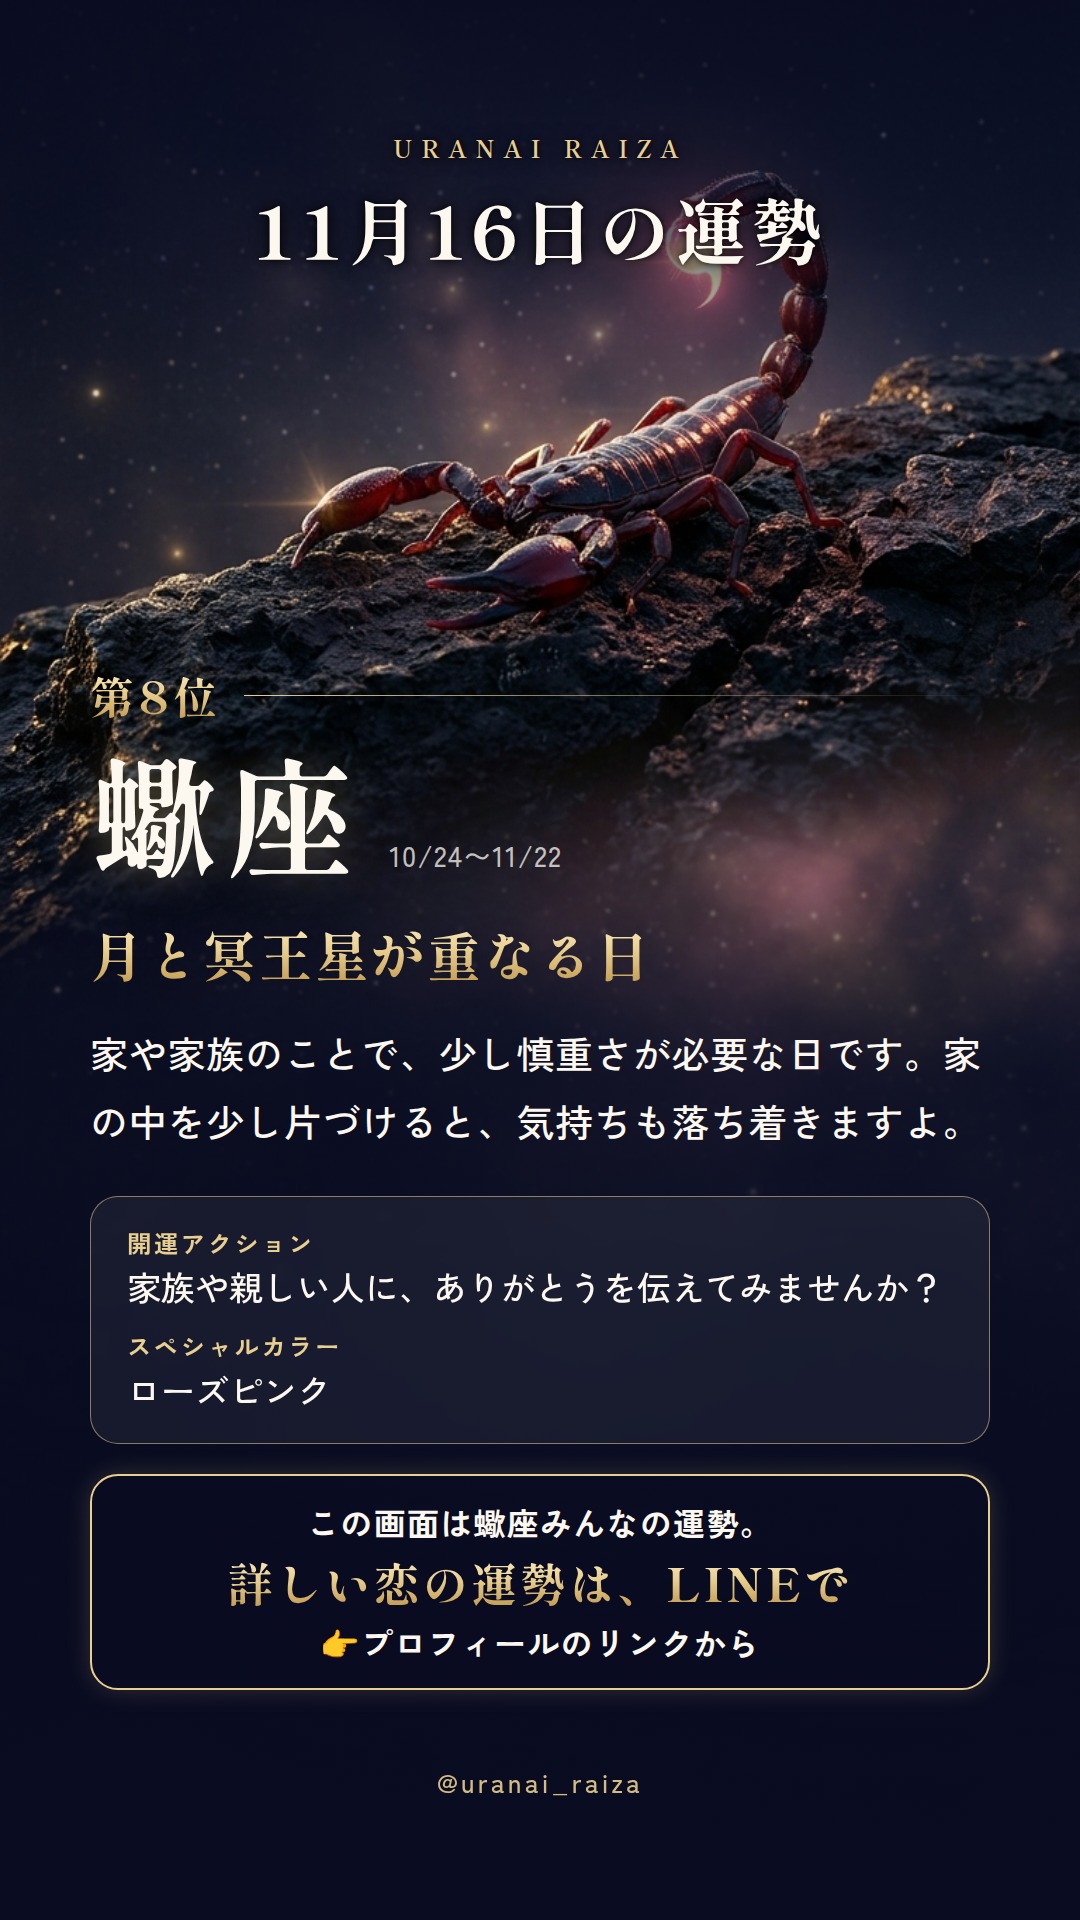 URANAI RAIZA
11月16日の運勢
第8位
蠍座
10/24〜11/22
月と冥王星が重なる日
家や家族のことで、少し慎重さが必要な日です。家
の中を少し片づけると、気持ちも落ち着きますよ。
開運アクション
家族や親しい人に、ありがとうを伝えてみませんか？
スペシャルカラー
ローズピンク
この画面は蠍座みんなの運勢。
詳しい恋の運勢は、LINEで
👉プロフィールのリンクから
@uranai_raiza